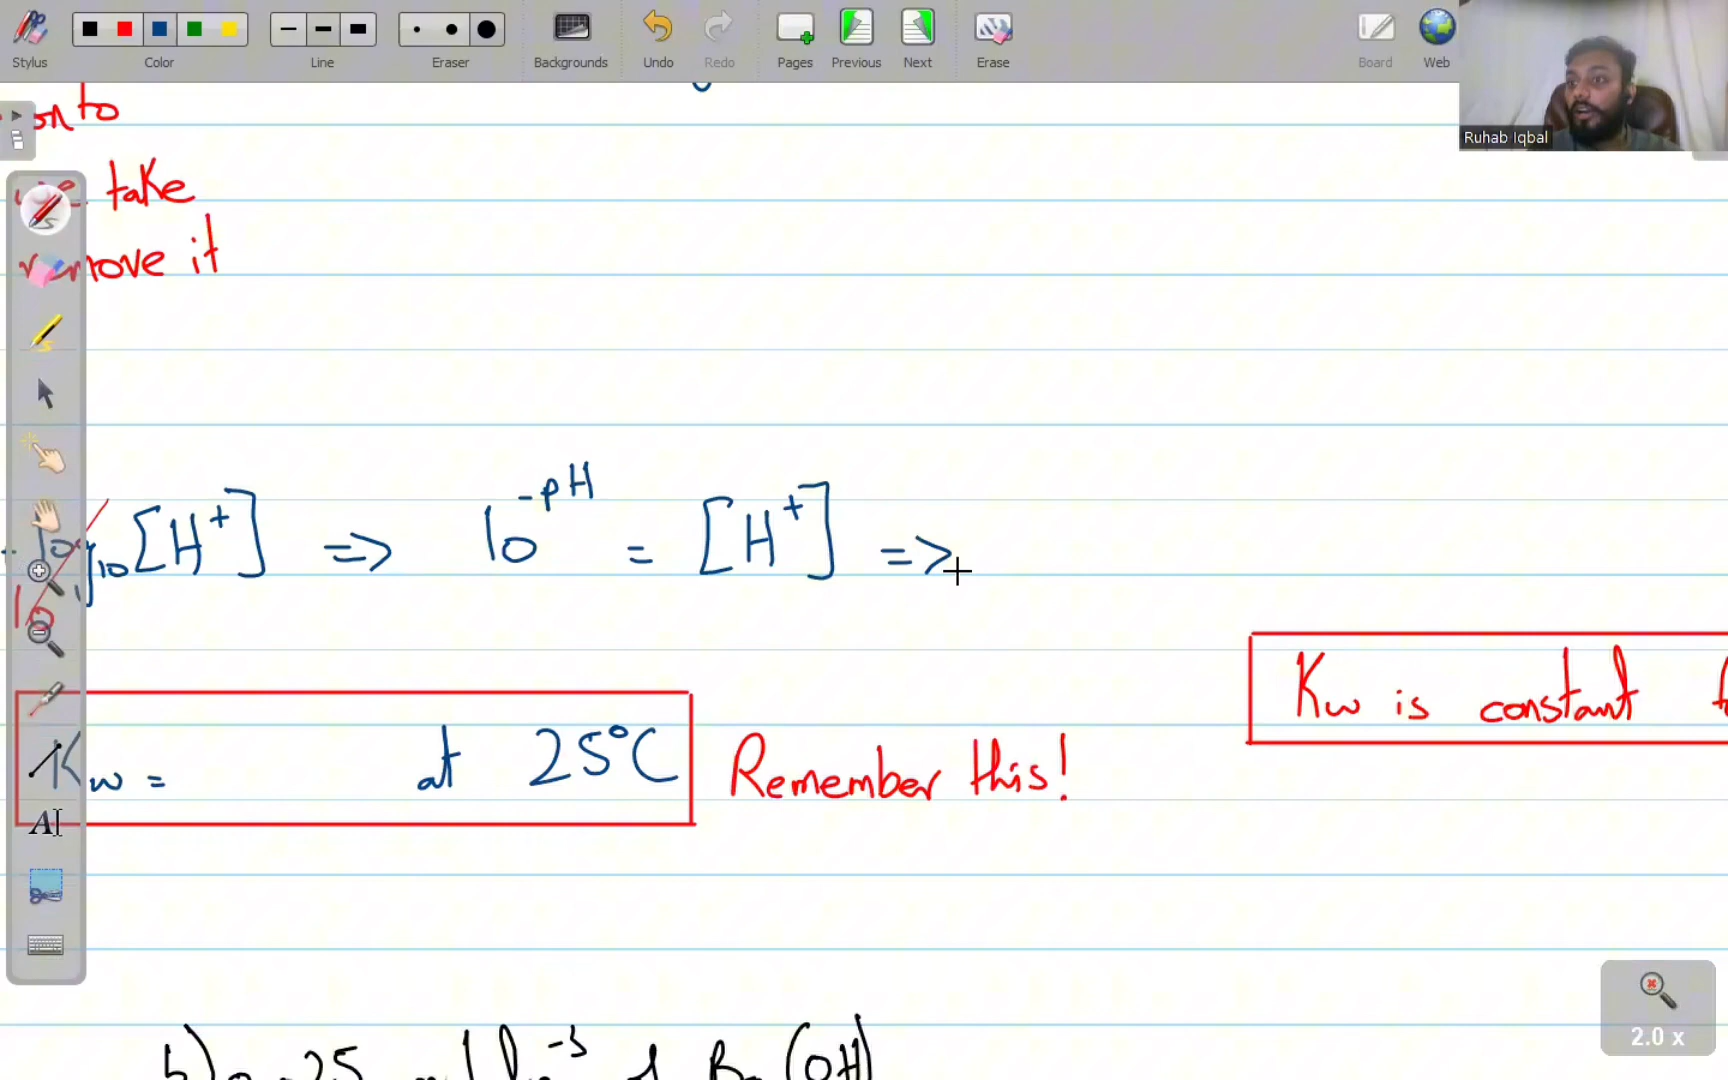 Stylus Color Line Eraser Backgrounds Undo Redo Pages Previous Next Erase Board Web
Ruhab Iqbal
onto
take
remove it
[H⁺] => 10^-pH = [H⁺] =>
Kw is constant
Kw = at 25°C Remember this!
2.0 x